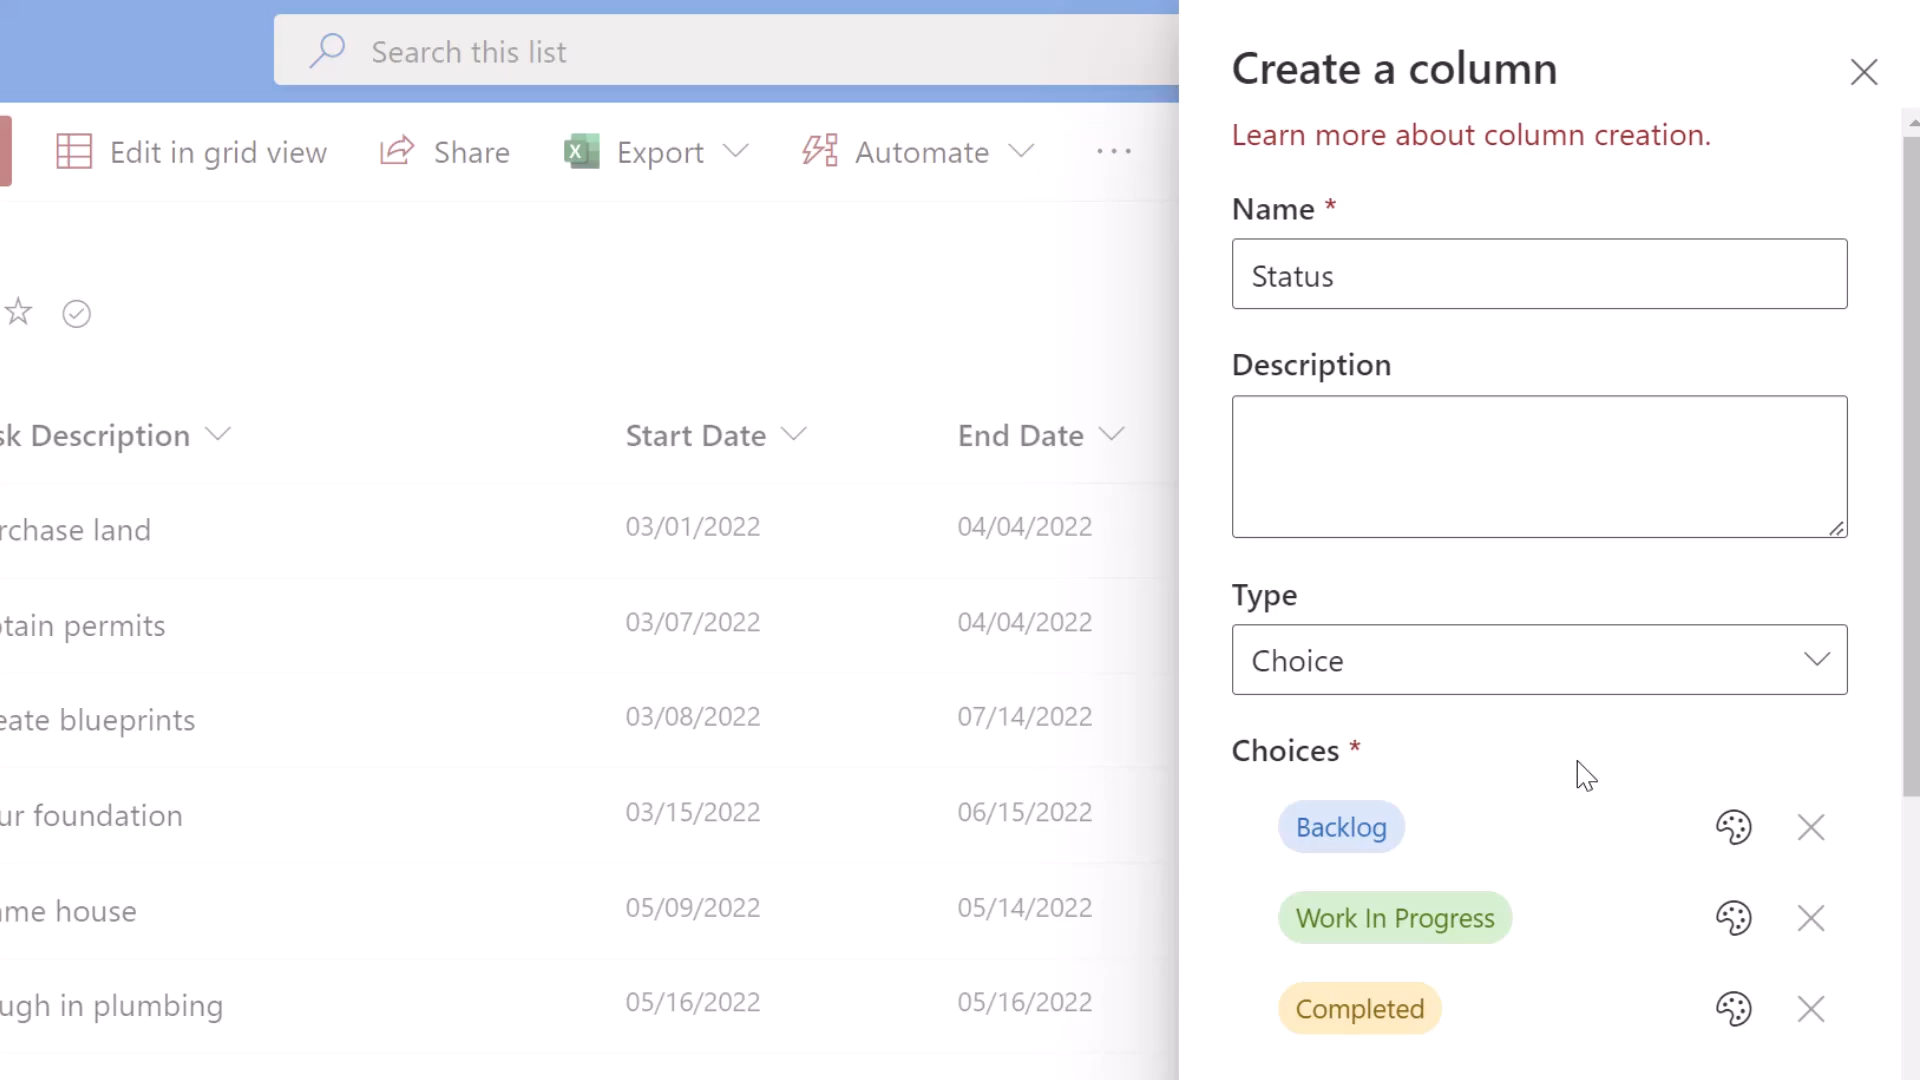 Search this list
Edit in grid view
Share
Export
Automate
sk Description
Start Date
End Date
rchase land
03/01/2022
04/04/2022
tain permits
03/07/2022
04/04/2022
eate blueprints
03/08/2022
07/14/2022
ur foundation
03/15/2022
06/15/2022
ame house
05/09/2022
05/14/2022
ugh in plumbing
05/16/2022
05/16/2022
Create a column
Learn more about column creation.
Name *
Status
Description
Type
Choice
Choices *
Backlog
Work In Progress
Completed